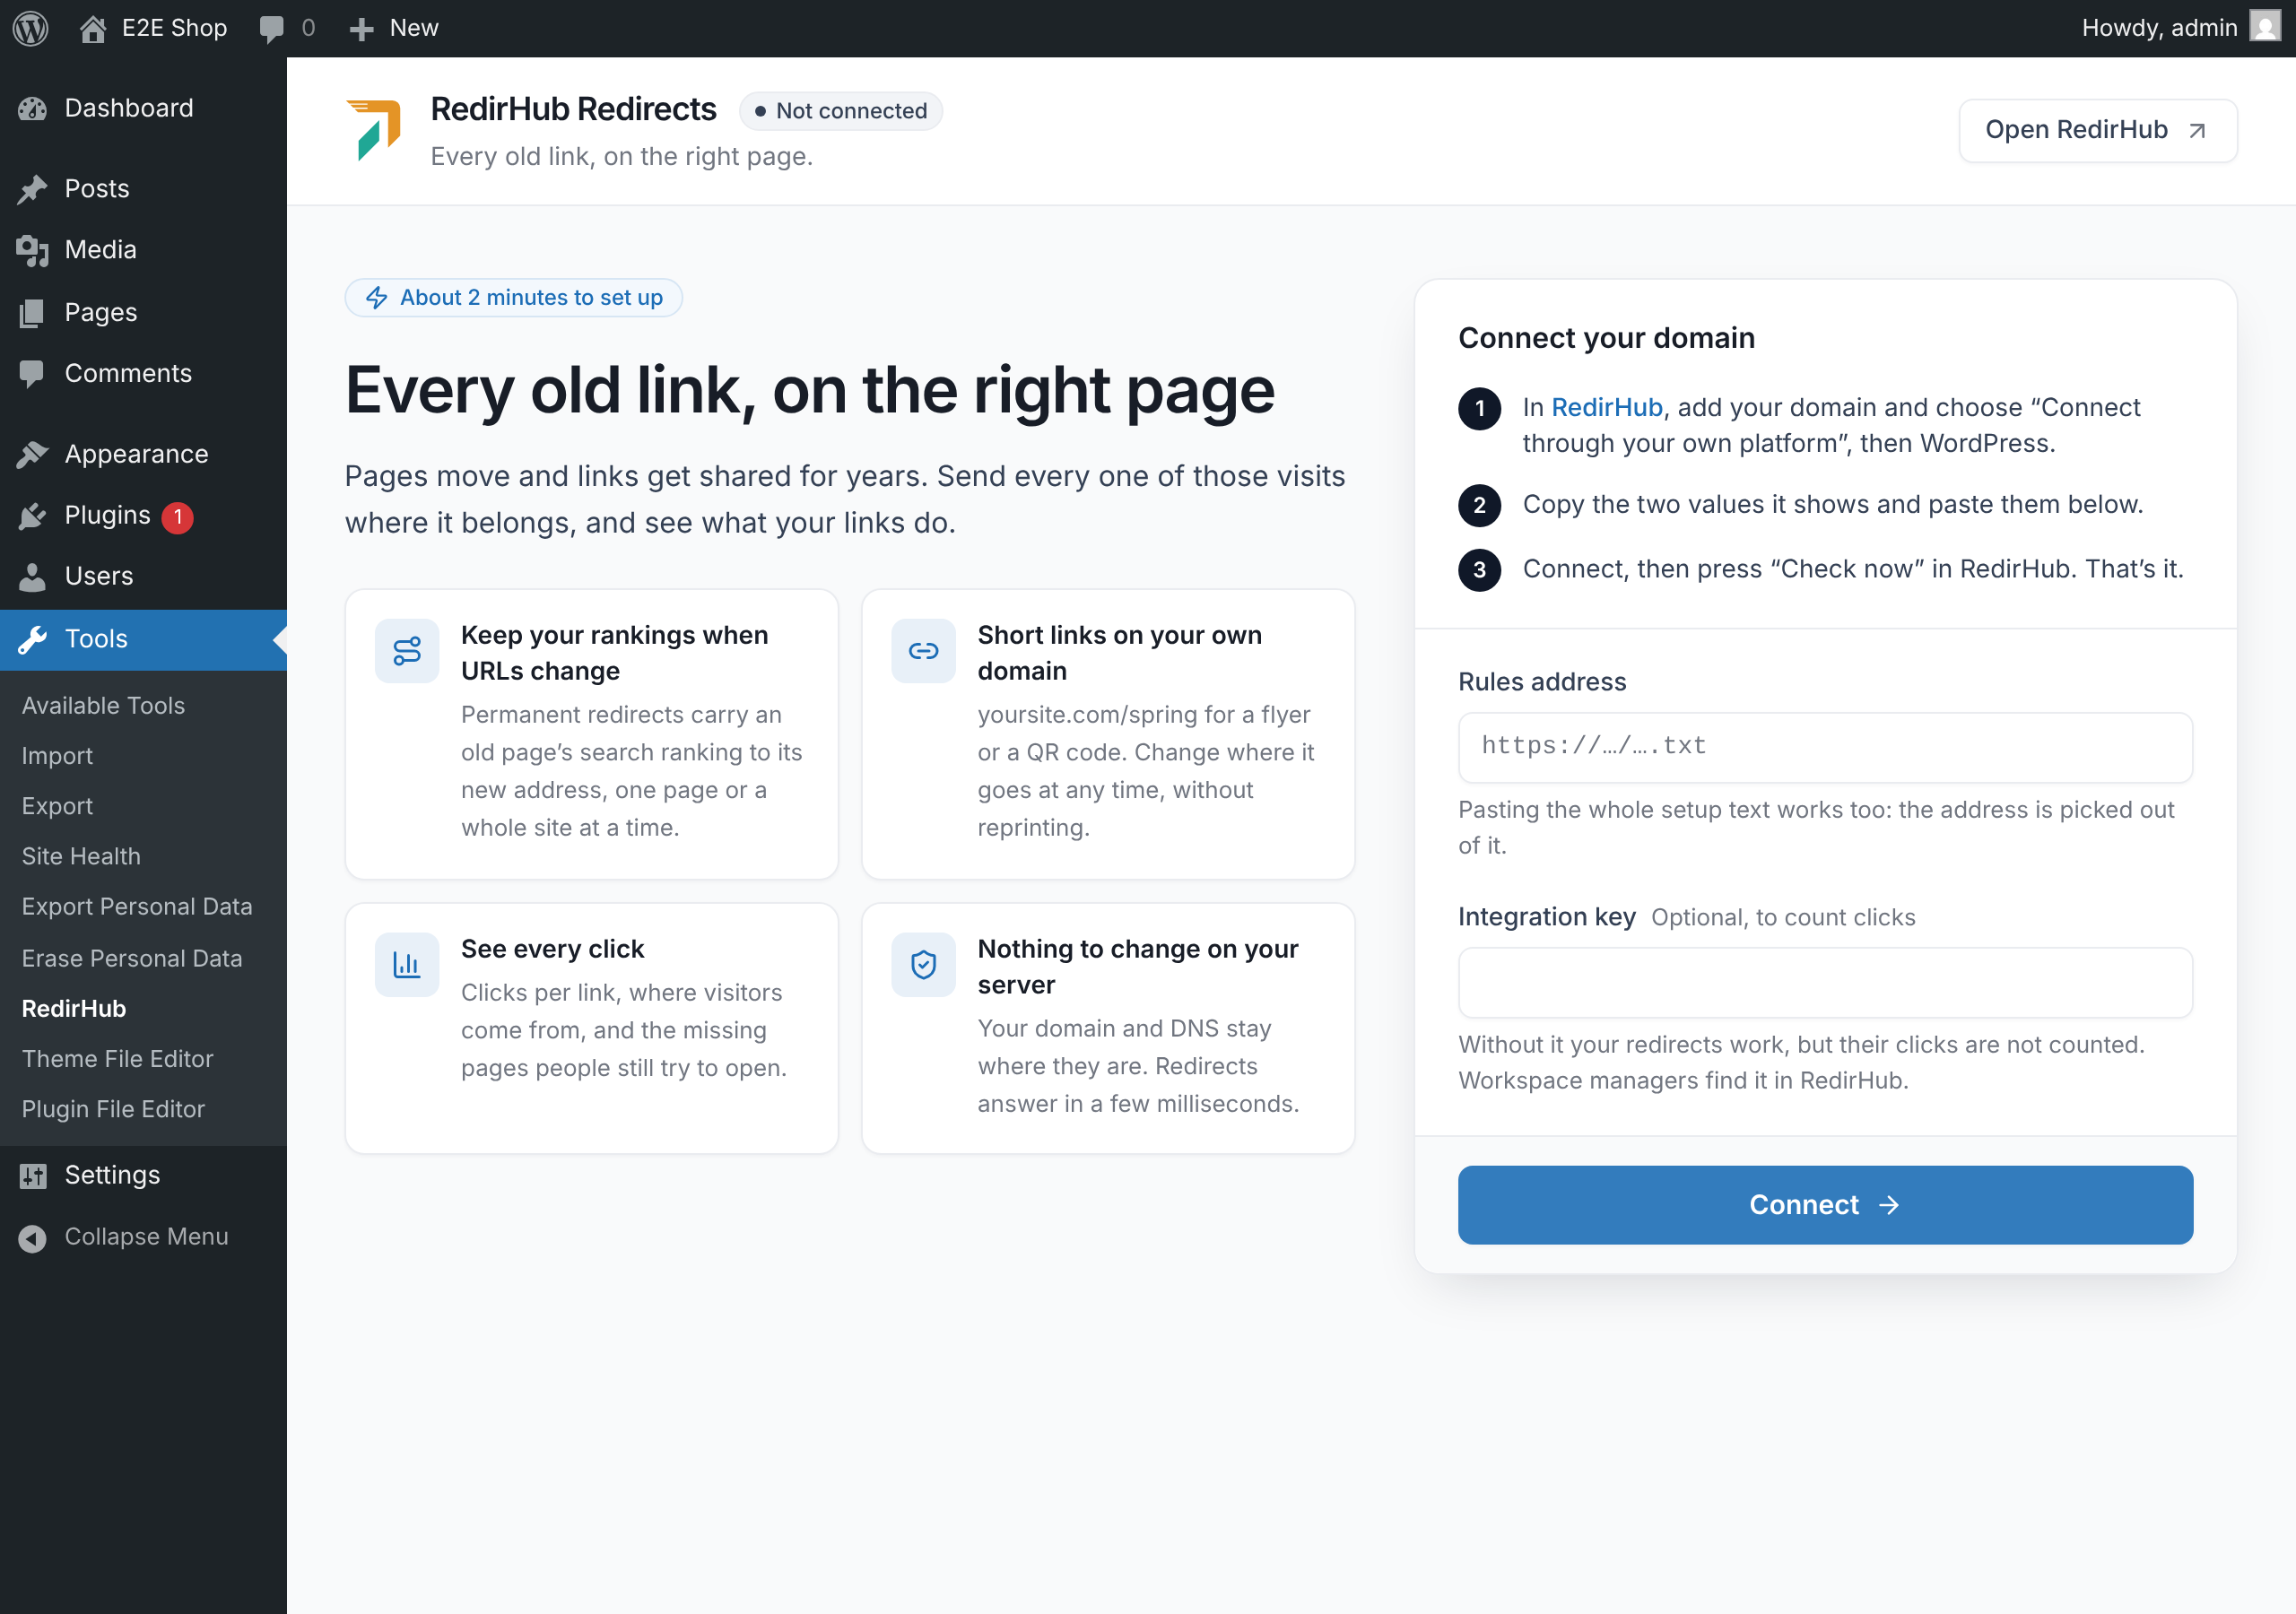 E2E Shop
0
New
Howdy, admin
Dashboard
Posts
Media
Pages
Comments
Appearance
Plugins 1
Users
Tools
Available Tools
Import
Export
Site Health
Export Personal Data
Erase Personal Data
RedirHub
Theme File Editor
Plugin File Editor
Settings
Collapse Menu
RedirHub Redirects
Not connected
Every old link, on the right page.
Open RedirHub
About 2 minutes to set up
Every old link, on the right page
Pages move and links get shared for years. Send every one of those visits
where it belongs, and see what your links do.
Keep your rankings when
URLs change
Permanent redirects carry an
old page’s search ranking to its
new address, one page or a
whole site at a time.
Short links on your own
domain
yoursite.com/spring for a flyer
or a QR code. Change where it
goes at any time, without
reprinting.
See every click
Clicks per link, where visitors
come from, and the missing
pages people still try to open.
Nothing to change on your
server
Your domain and DNS stay
where they are. Redirects
answer in a few milliseconds.
Connect your domain
1 In RedirHub, add your domain and choose “Connect
through your own platform”, then WordPress.
2 Copy the two values it shows and paste them below.
3 Connect, then press “Check now” in RedirHub. That’s it.
Rules address
https://…/….txt
Pasting the whole setup text works too: the address is picked out
of it.
Integration key Optional, to count clicks
Without it your redirects work, but their clicks are not counted.
Workspace managers find it in RedirHub.
Connect